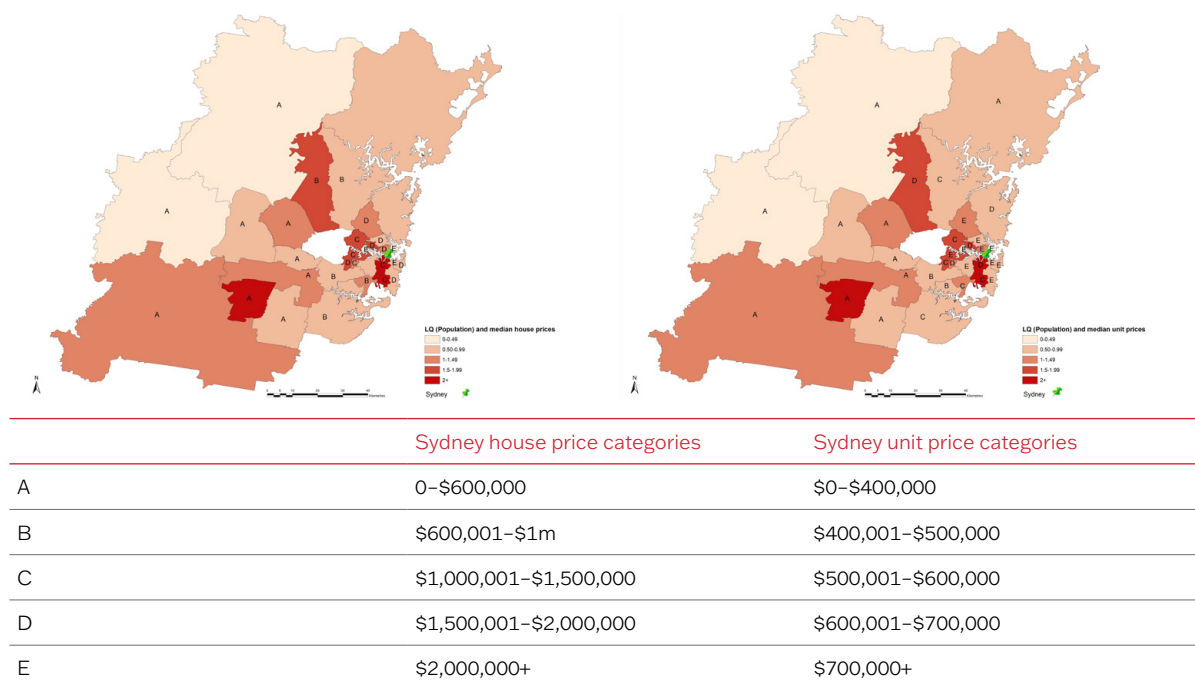 A
B
B
A
A
A
D
A
A
B
B
A
A
A
B
LQ (Population) and median house prices
0-0.49
0.50-0.99
1-1.49
1.5-1.99
2+
Sydney
N
Kilometres
A
A
D
C
D
A
A
A
E
A
A
B
B
C
A
A
A
C
LQ (Population) and median unit prices
0-0.49
0.50-0.99
1-1.49
1.5-1.99
2+
Sydney
N
Kilometres
Sydney house price categories Sydney unit price categories
A 0–$600,000 $0–$400,000
B $600,001–$1m $400,001–$500,000
C $1,000,001–$1,500,000 $500,001–$600,000
D $1,500,001–$2,000,000 $600,001–$700,000
E $2,000,000+ $700,000+